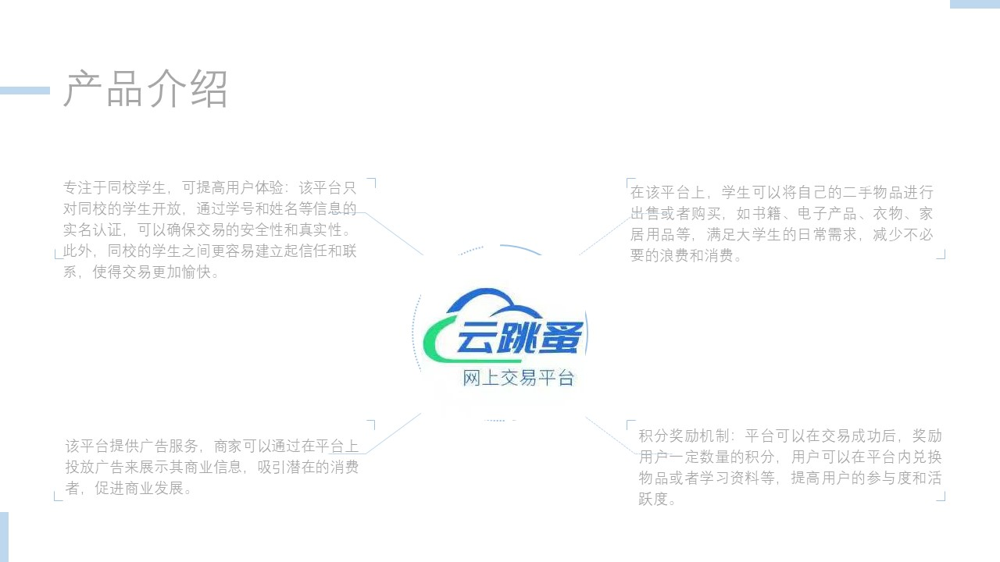 产品介绍
专注于同校学生，可提高用户体验：该平台只
对同校的学生开放，通过学号和姓名等信息的
实名认证，可以确保交易的安全性和真实性。
此外，同校的学生之间更容易建立起信任和联
系，使得交易更加愉快。
在该平台上，学生可以将自己的二手物品进行
出售或者购买，如书籍、电子产品、衣物、家
居用品等，满足大学生的日常需求，减少不必
要的浪费和消费。
云跳蚤
网上交易平台
该平台提供广告服务，商家可以通过在平台上
投放广告来展示其商业信息，吸引潜在的消费
者，促进商业发展。
积分奖励机制：平台可以在交易成功后，奖励
用户一定数量的积分，用户可以在平台内兑换
物品或者学习资料等，提高用户的参与度和活
跃度。